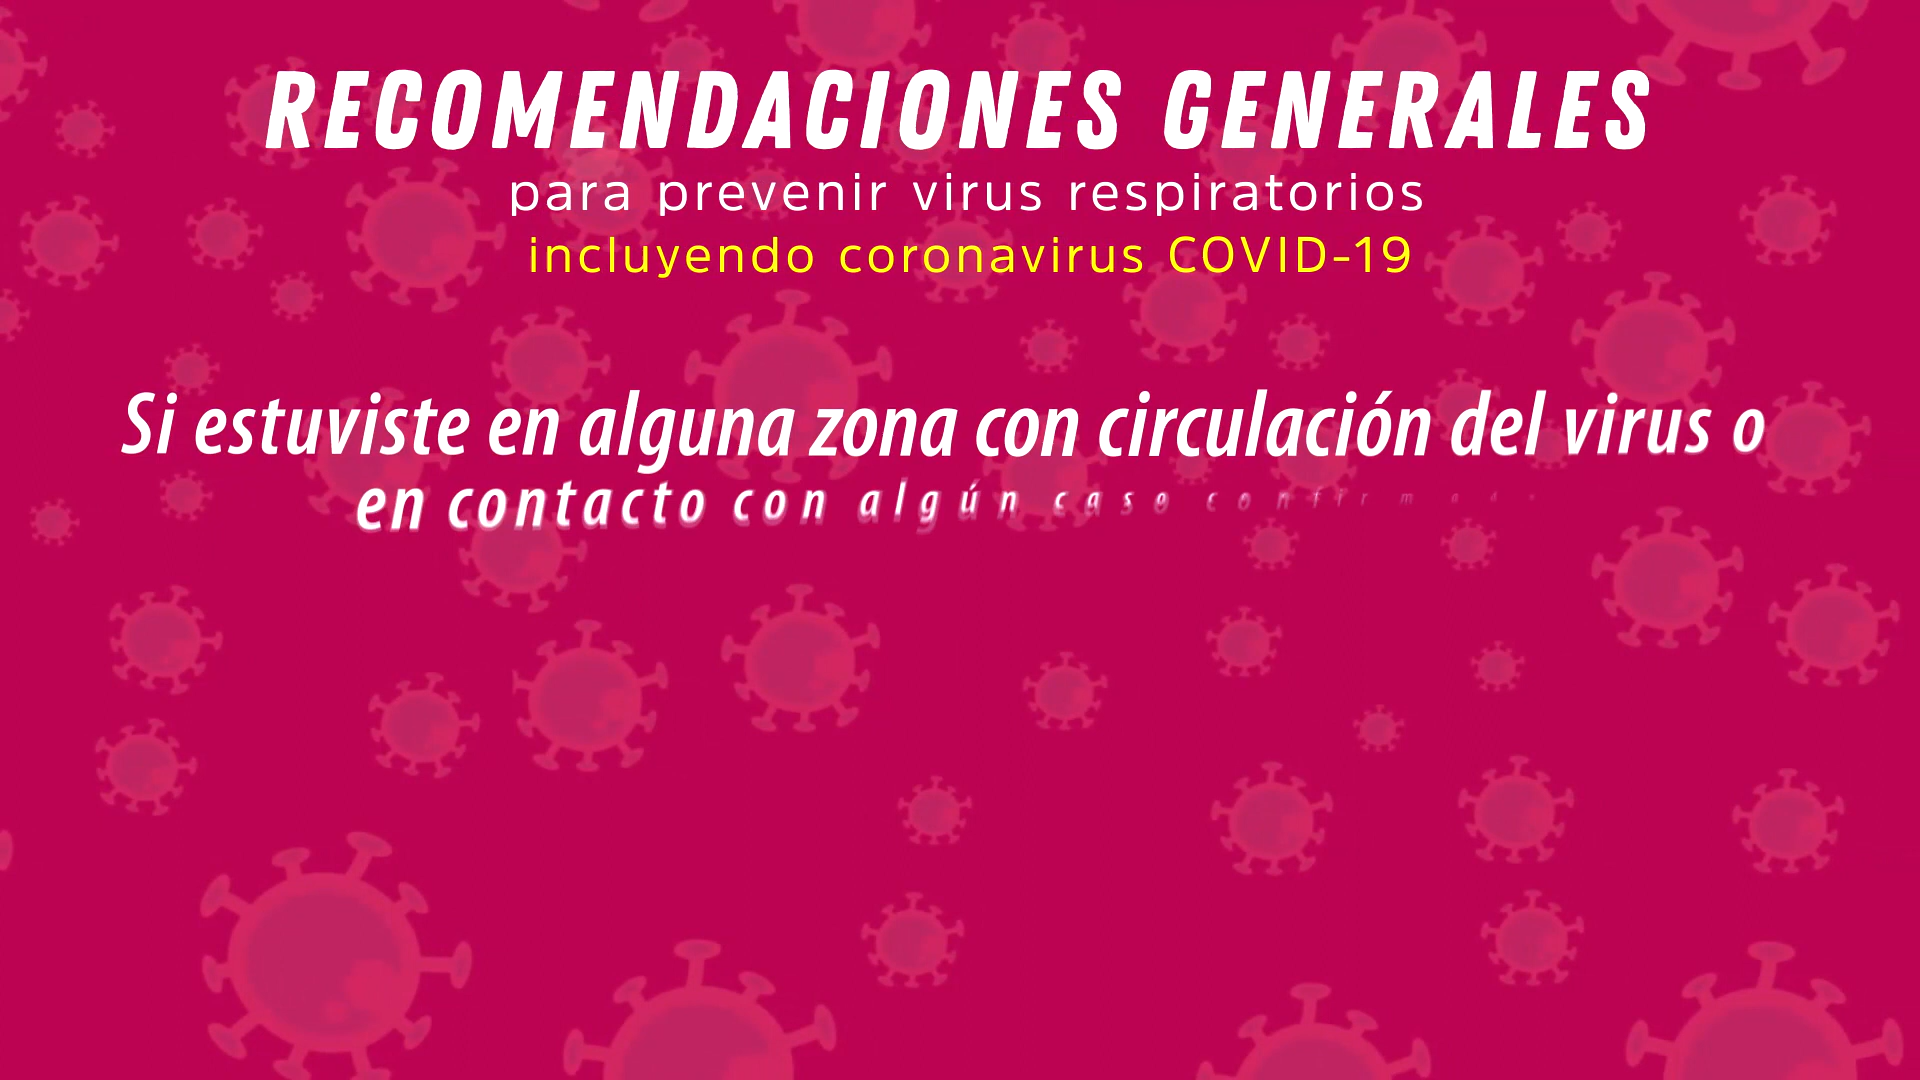 RECOMENDACIONES GENERALES
para prevenir virus respiratorios
incluyendo coronavirus COVID-19
Si estuviste en alguna zona con circulación del virus o
en contacto con algún caso confirmado